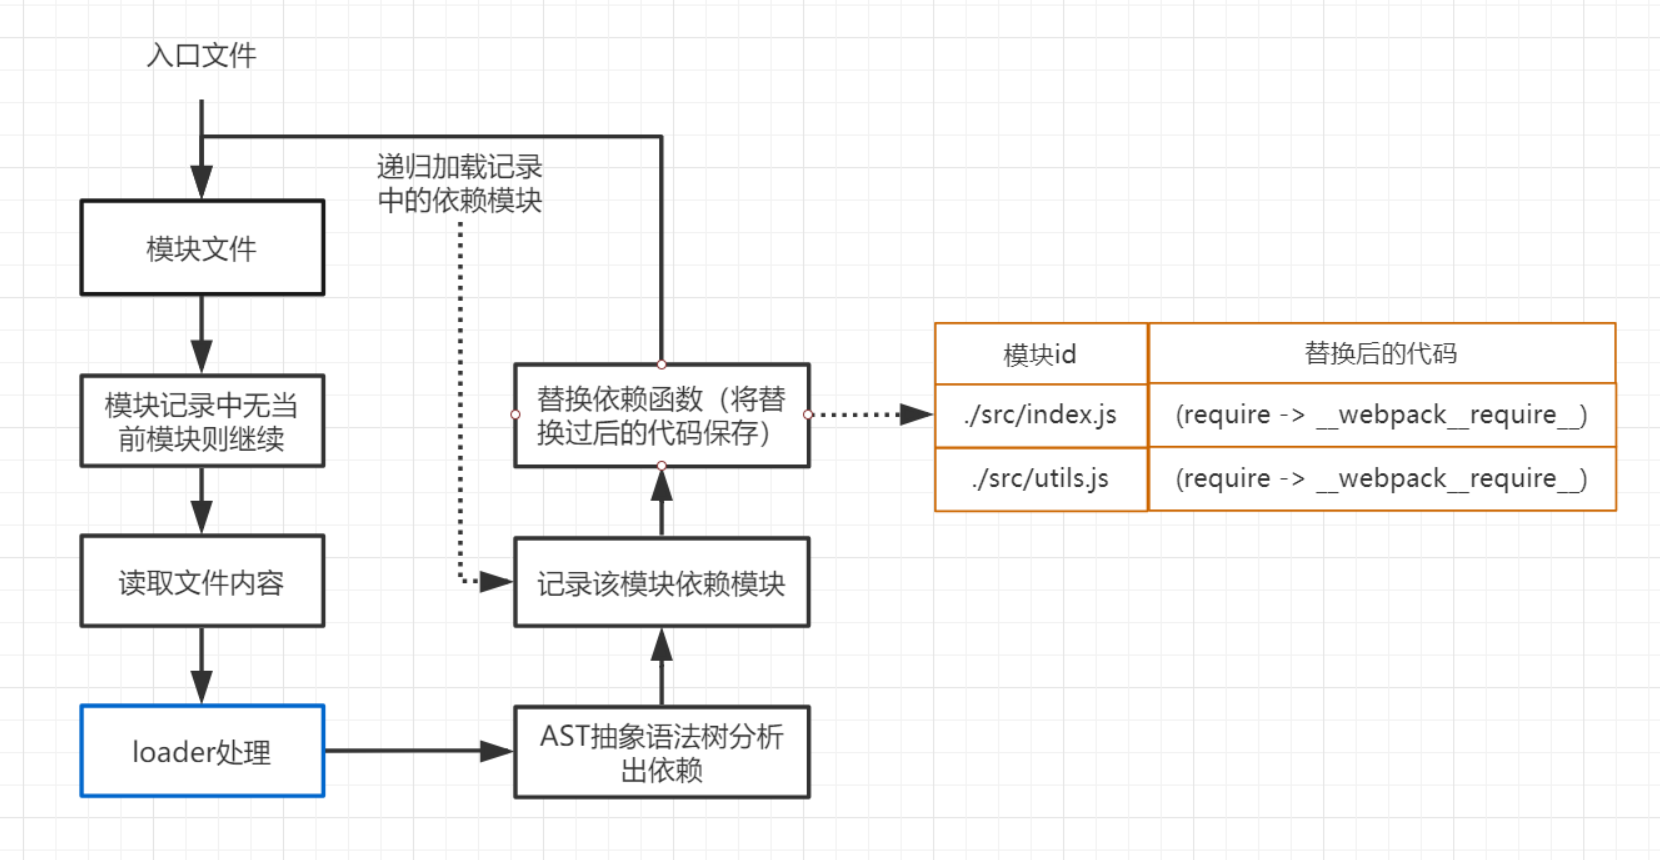 入口文件
递归加载记录
中的依赖模块
模块文件
模块记录中无当
前模块则继续
读取文件内容
loader处理
AST抽象语法树分析
出依赖
记录该模块依赖模块
替换依赖函数（将替
换过后的代码保存）
模块id 替换后的代码
./src/index.js (require -> __webpack__require__)
./src/utils.js (require -> __webpack__require__)